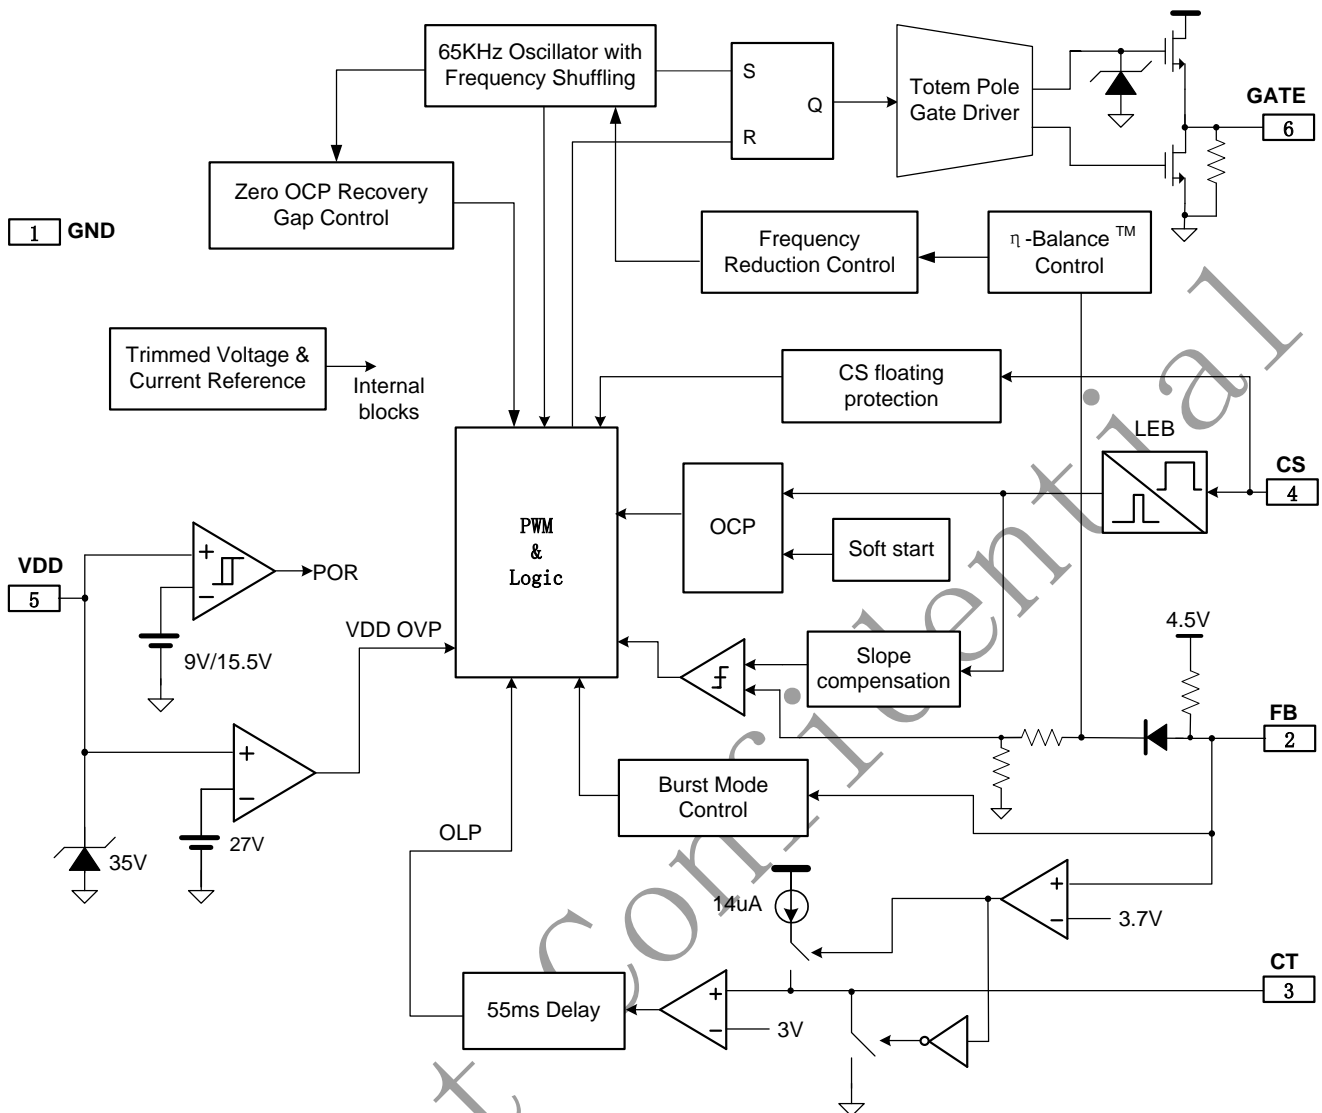 65KHz Oscillator with
Frequency Shuffling
S
R
Q
Totem Pole
Gate Driver
GATE
6
Zero OCP Recovery
Gap Control
1 GND
Frequency
Reduction Control
η-Balance TM
Control
Trimmed Voltage &
Current Reference
Internal
blocks
CS floating
protection
LEB
CS
4
PWM
&
Logic
OCP
Soft start
VDD
5
+
−
POR
9V/15.5V
VDD OVP
Slope
compensation
4.5V
FB
2
+
−
27V
35V
Burst Mode
Control
OLP
14uA
+
−
3.7V
CT
3
55ms Delay
+
−
3V
t Confidential